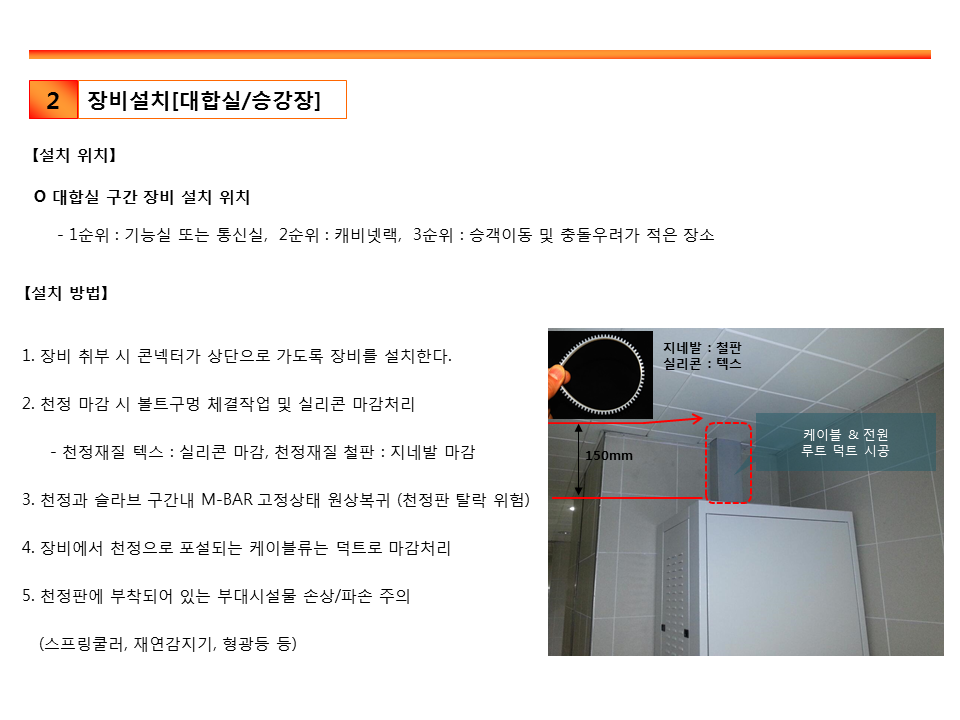 2 장비설치[대합실/승강장]
【설치 위치】
O 대합실 구간 장비 설치 위치
- 1순위 : 기능실 또는 통신실, 2순위 : 캐비넷랙, 3순위 : 승객이동 및 충돌우려가 적은 장소
【설치 방법】
1. 장비 취부 시 콘넥터가 상단으로 가도록 장비를 설치한다.
2. 천정 마감 시 볼트구멍 체결작업 및 실리콘 마감처리
- 천정재질 텍스 : 실리콘 마감, 천정재질 철판 : 지네발 마감
3. 천정과 슬라브 구간내 M-BAR 고정상태 원상복귀 (천정판 탈락 위험)
4. 장비에서 천정으로 포설되는 케이블류는 덕트로 마감처리
5. 천정판에 부착되어 있는 부대시설물 손상/파손 주의
(스프링쿨러, 재연감지기, 형광등 등)
지네발 : 철판
실리콘 : 텍스
150mm
케이블 & 전원
루트 덕트 시공